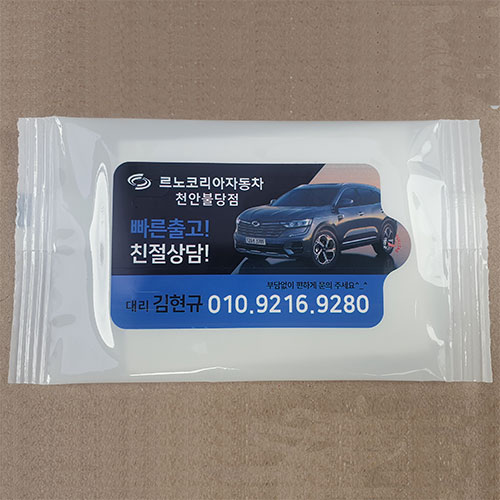 르노코리아자동차
천안불당점
빠른출고!
친절상담!
부담없이 편하게 문의 주세요^_^
대리 김현규 010.9216.9280